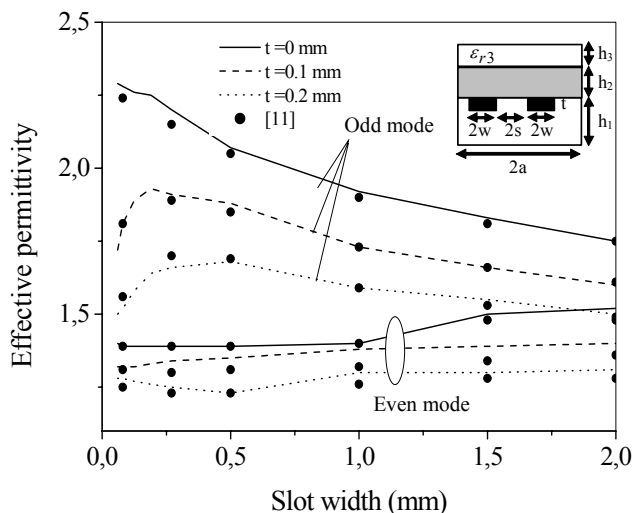 2,5
2,0
1,5
Effective permittivity
0,0 0,5 1,0 1,5 2,0
Slot width (mm)
t =0 mm
t =0.1 mm
t =0.2 mm
[11]
Odd mode
Even mode
εr3
h3
h2
h1
t
2w 2s 2w
2a